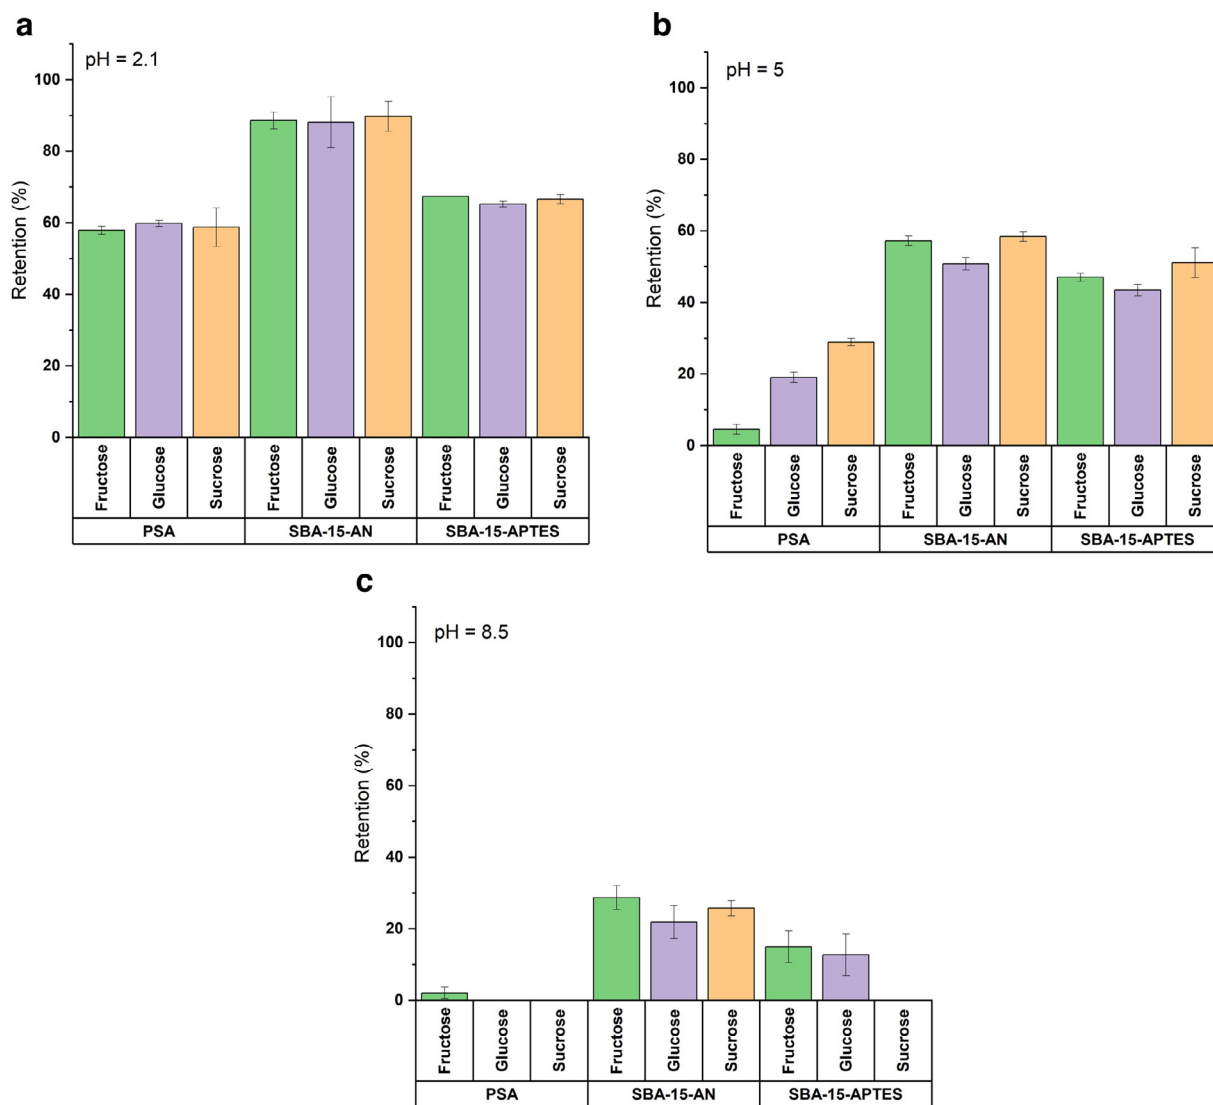 a
pH = 2.1
Retention (%)
100
80
60
40
20
0
Fructose Glucose Sucrose Fructose Glucose Sucrose Fructose Glucose Sucrose
PSA SBA-15-AN SBA-15-APTES
b
pH = 5
Retention (%)
100
80
60
40
20
0
Fructose Glucose Sucrose Fructose Glucose Sucrose Fructose Glucose Sucrose
PSA SBA-15-AN SBA-15-APTES
c
pH = 8.5
Retention (%)
100
80
60
40
20
0
Fructose Glucose Sucrose Fructose Glucose Sucrose Fructose Glucose Sucrose
PSA SBA-15-AN SBA-15-APTES